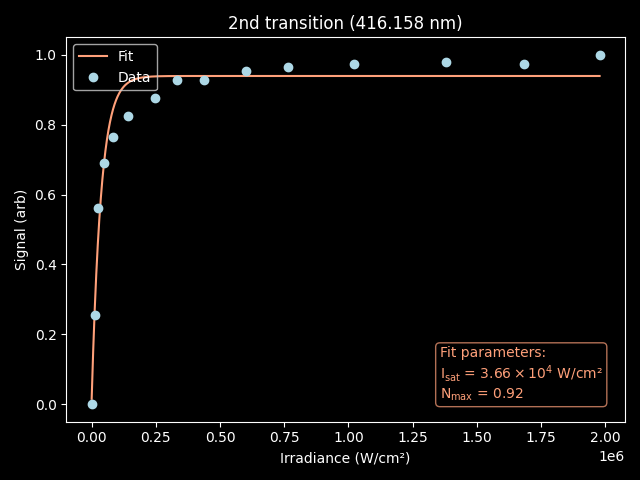 2nd transition (416.158 nm)
Fit
Data
1.0
0.8
0.6
0.4
0.2
0.0
Signal (arb)
Fit parameters:
I_sat = 3.66 × 10⁴ W/cm²
N_max = 0.92
0.00 0.25 0.50 0.75 1.00 1.25 1.50 1.75 2.00
1e6
Irradiance (W/cm²)